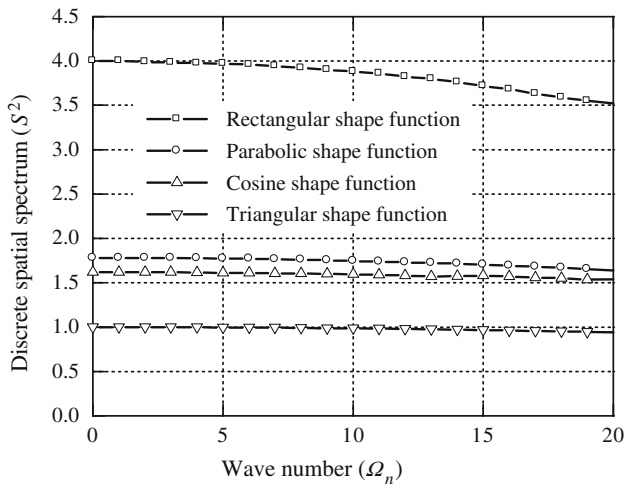 4.5
4.0
3.5
3.0
2.5
2.0
1.5
1.0
0.5
0.0
Discrete spatial spectrum (S²)
Rectangular shape function
Parabolic shape function
Cosine shape function
Triangular shape function
0 5 10 15 20
Wave number (Ωₙ)